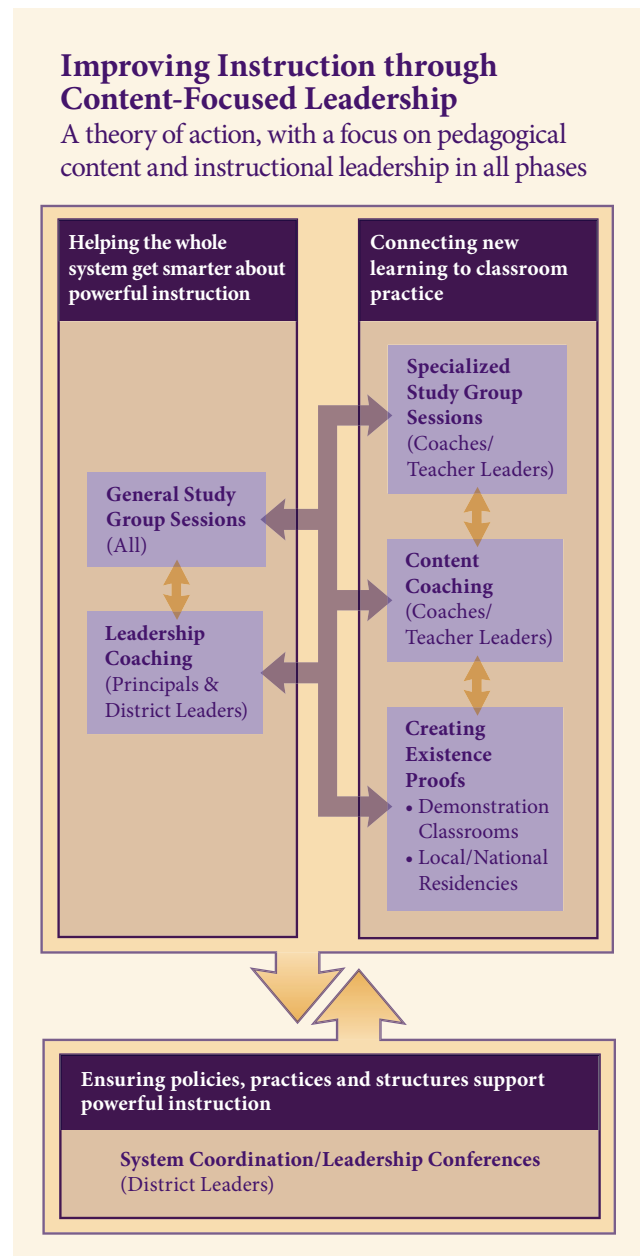 Improving Instruction through
Content-Focused Leadership
A theory of action, with a focus on pedagogical
content and instructional leadership in all phases
Helping the whole
system get smarter about
powerful instruction
General Study
Group Sessions
(All)
Leadership
Coaching
(Principals &
District Leaders)
Connecting new
learning to classroom
practice
Specialized
Study Group
Sessions
(Coaches/
Teacher Leaders)
Content
Coaching
(Coaches/
Teacher Leaders)
Creating
Existence
Proofs
• Demonstration
Classrooms
• Local/National
Residencies
Ensuring policies, practices and structures support
powerful instruction
System Coordination/Leadership Conferences
(District Leaders)